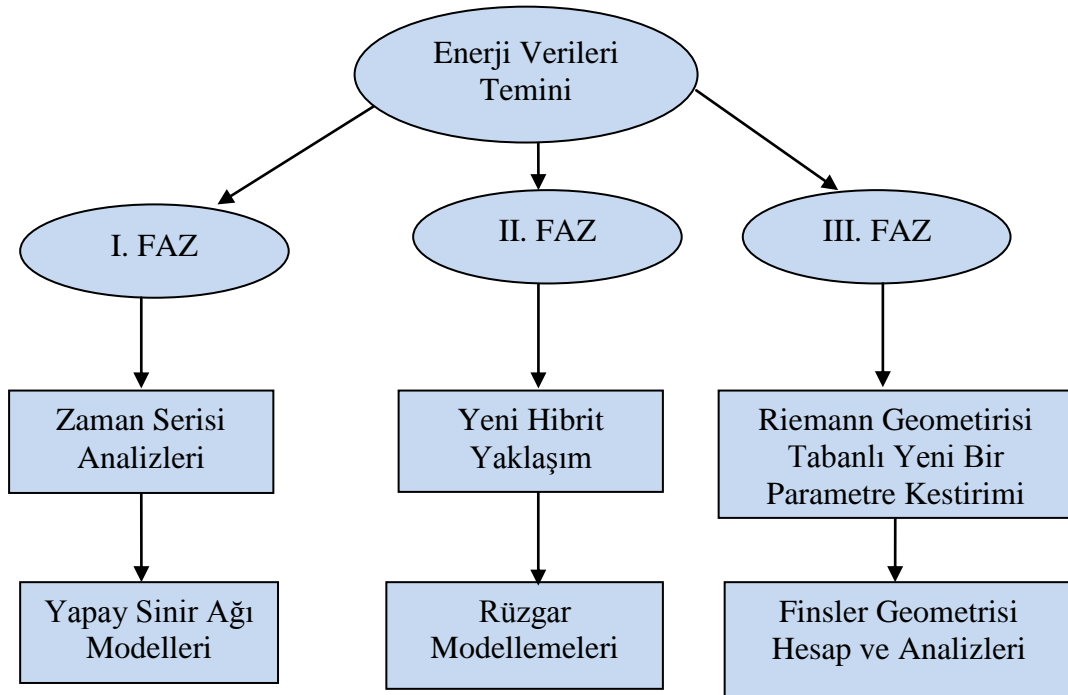 Enerji Verileri
Temini
I. FAZ
II. FAZ
III. FAZ
Zaman Serisi
Analizleri
Yeni Hibrit
Yaklaşım
Riemann Geometirisi
Tabanlı Yeni Bir
Parametre Kestirimi
Yapay Sinir Ağı
Modelleri
Rüzgar
Modellemeleri
Finsler Geometrisi
Hesap ve Analizleri